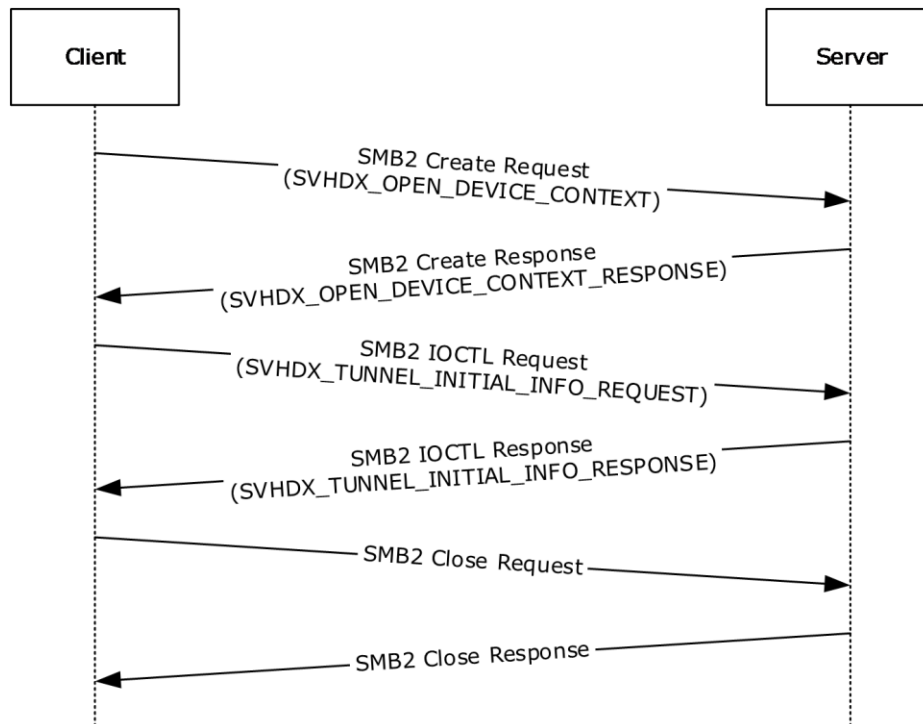 Client
Server
SMB2 Create Request
(SVHDX_OPEN_DEVICE_CONTEXT)
SMB2 Create Response
(SVHDX_OPEN_DEVICE_CONTEXT_RESPONSE)
SMB2 IOCTL Request
(SVHDX_TUNNEL_INITIAL_INFO_REQUEST)
SMB2 IOCTL Response
(SVHDX_TUNNEL_INITIAL_INFO_RESPONSE)
SMB2 Close Request
SMB2 Close Response